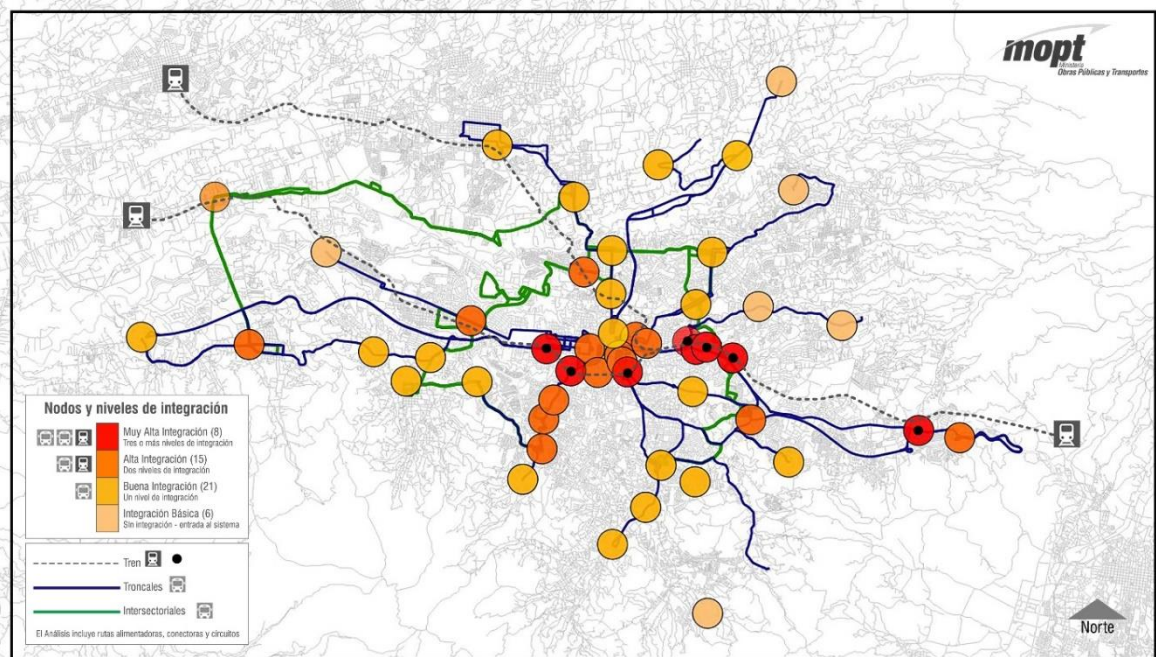 mopt
Ministerio
Obras Públicas y Transportes
Nodos y niveles de integración
Muy Alta Integración (8)
Tres o más niveles de integración
Alta Integración (15)
Dos niveles de integración
Buena Integración (21)
Un nivel de integración
Integración Básica (6)
Sin integración - entrada al sistema
Tren
Troncales
Intersectoriales
El Análisis incluye rutas alimentadoras, conectoras y circuitos
Norte